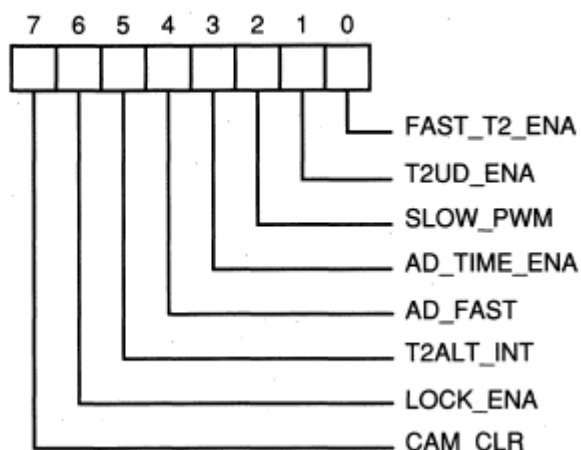 7 6 5 4 3 2 1 0
FAST_T2_ENA
T2UD_ENA
SLOW_PWM
AD_TIME_ENA
AD_FAST
T2ALT_INT
LOCK_ENA
CAM_CLR